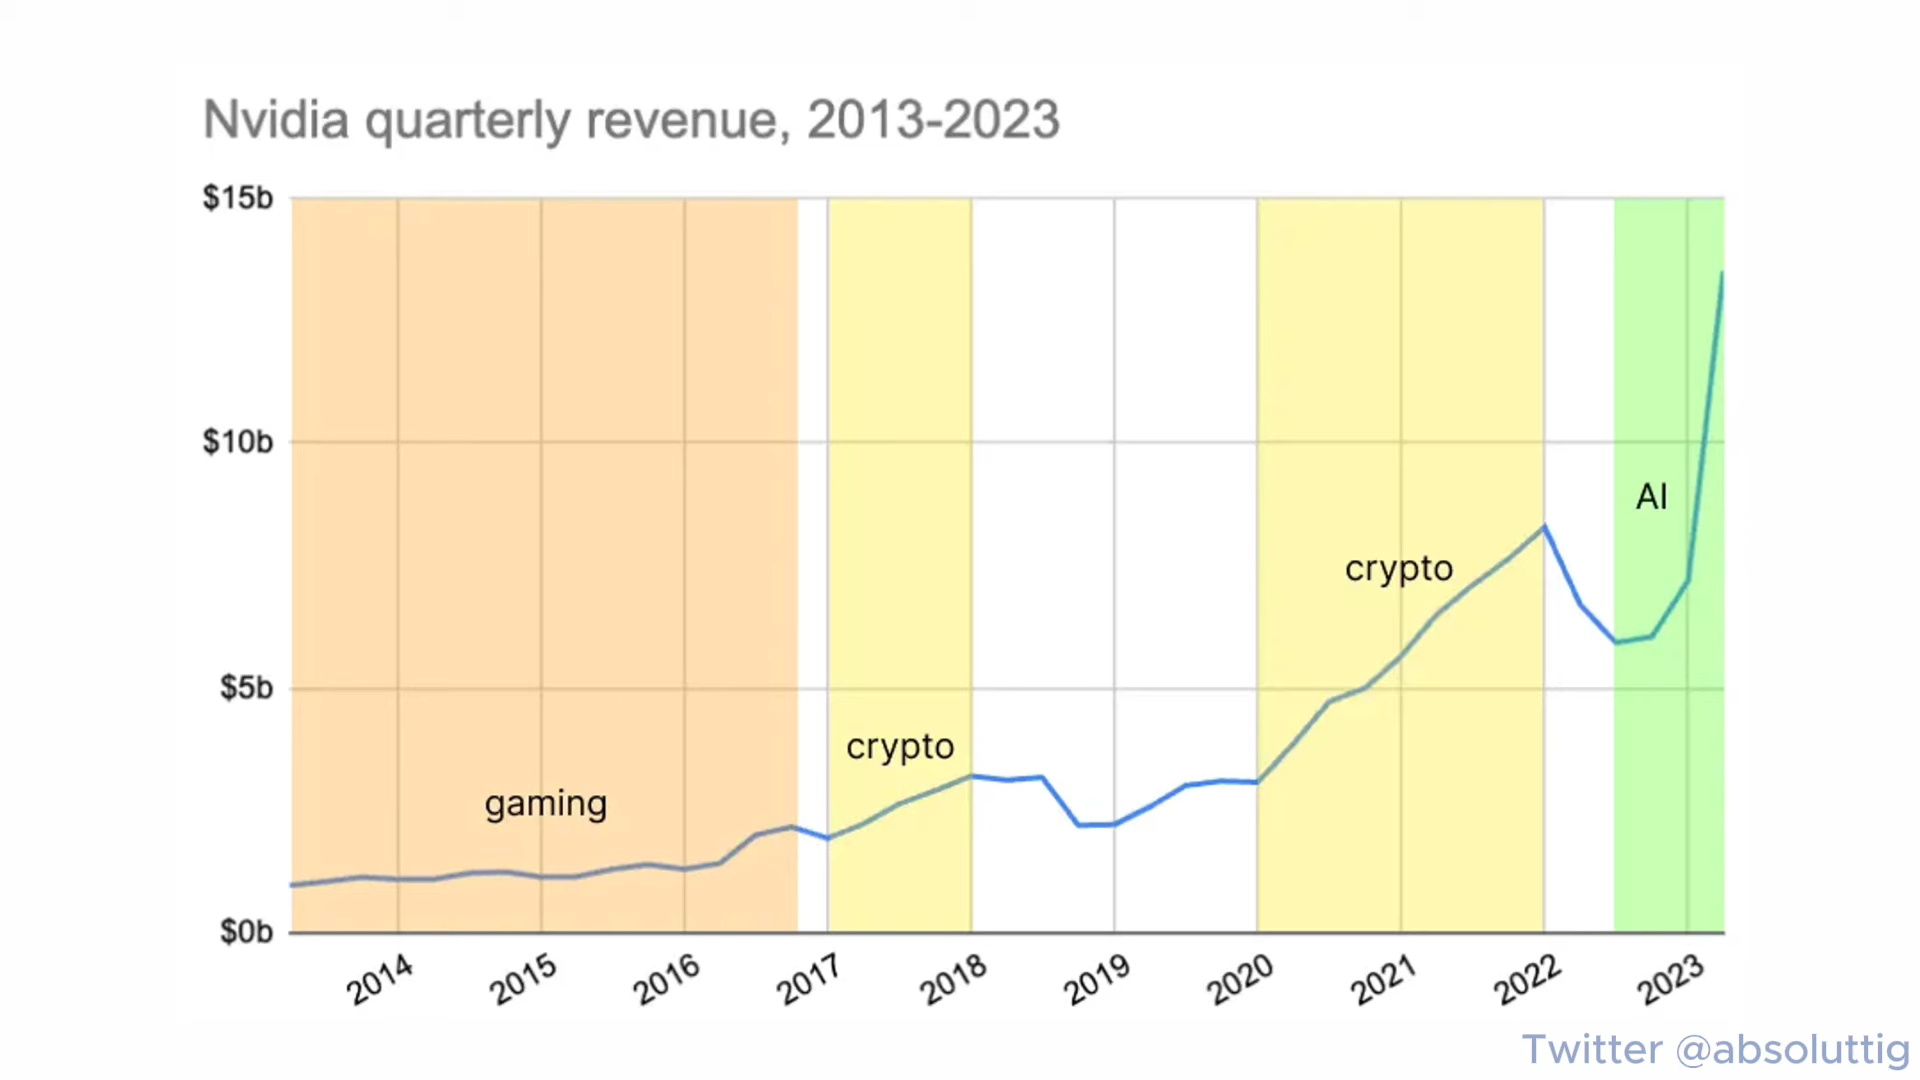 Nvidia quarterly revenue, 2013-2023
$15b
$10b
$5b
$0b
gaming
crypto
crypto
AI
2014
2015
2016
2017
2018
2019
2020
2021
2022
2023
Twitter @absoluttig